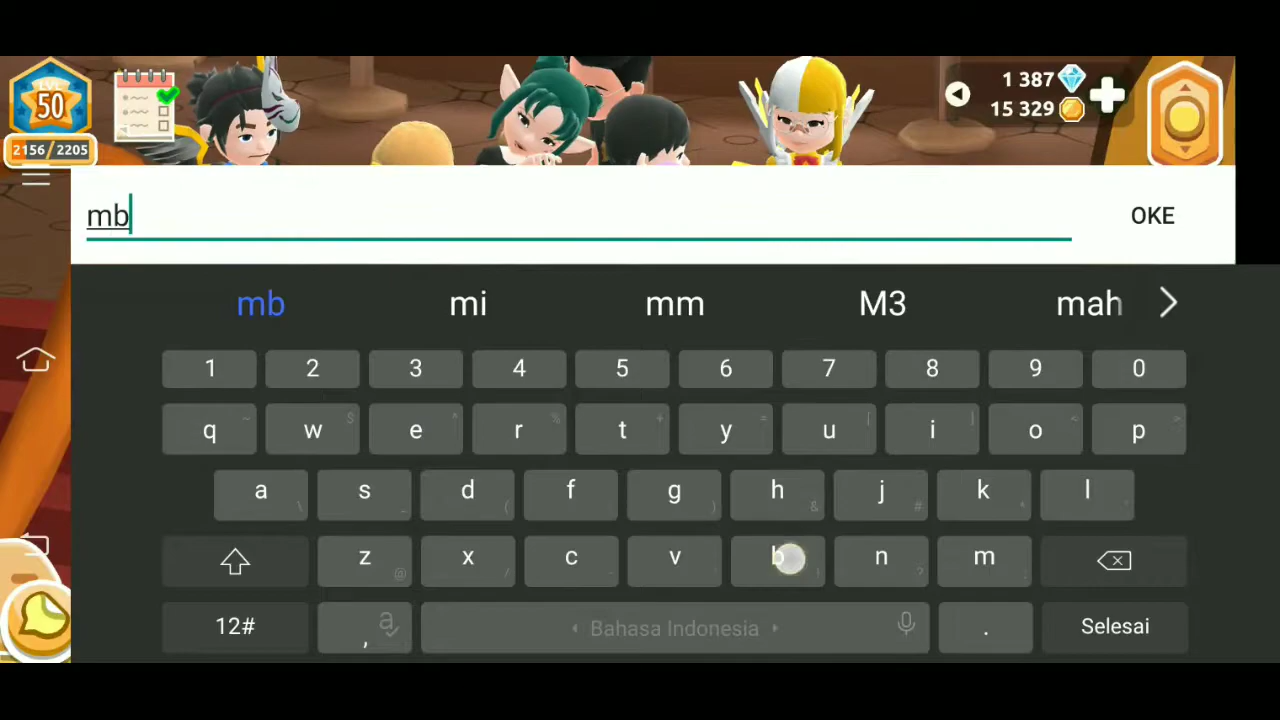 LVL
50
2156/2205
1 387
15 329
mb
OKE
mb mi mm M3 mah
1 2 3 4 5 6 7 8 9 0
q w e r t y u i o p
a s d f g h j k l
z x c v b n m
12# , Bahasa Indonesia . Selesai